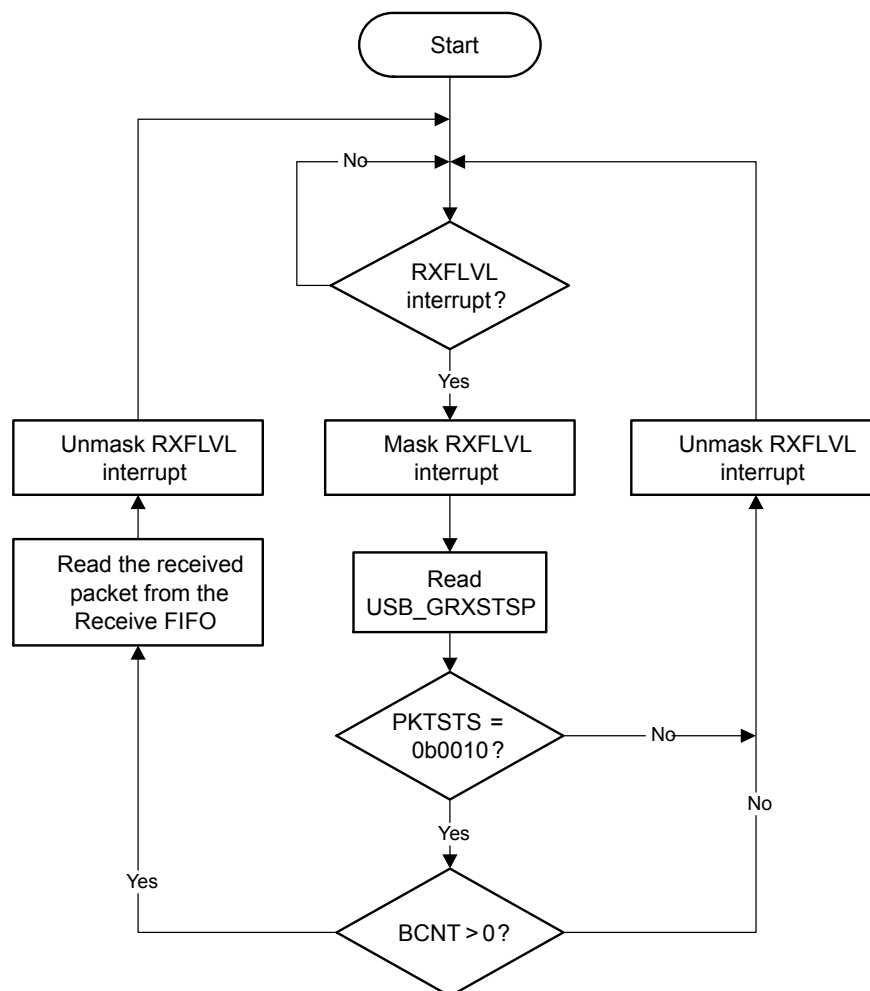 Start
No
RXFLVL
interrupt?
Yes
Unmask RXFLVL
interrupt
Mask RXFLVL
interrupt
Unmask RXFLVL
interrupt
Read the received
packet from the
Receive FIFO
Read
USB_GRXSTSP
PKTSTS =
0b0010?
No
Yes
No
Yes
BCNT > 0?